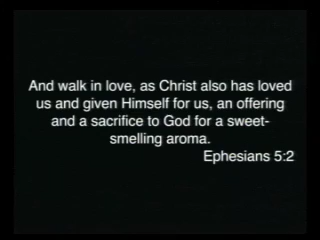 And walk in love, as Christ also has loved
us and given Himself for us, an offering
and a sacrifice to God for a sweet-
smelling aroma.
Ephesians 5:2